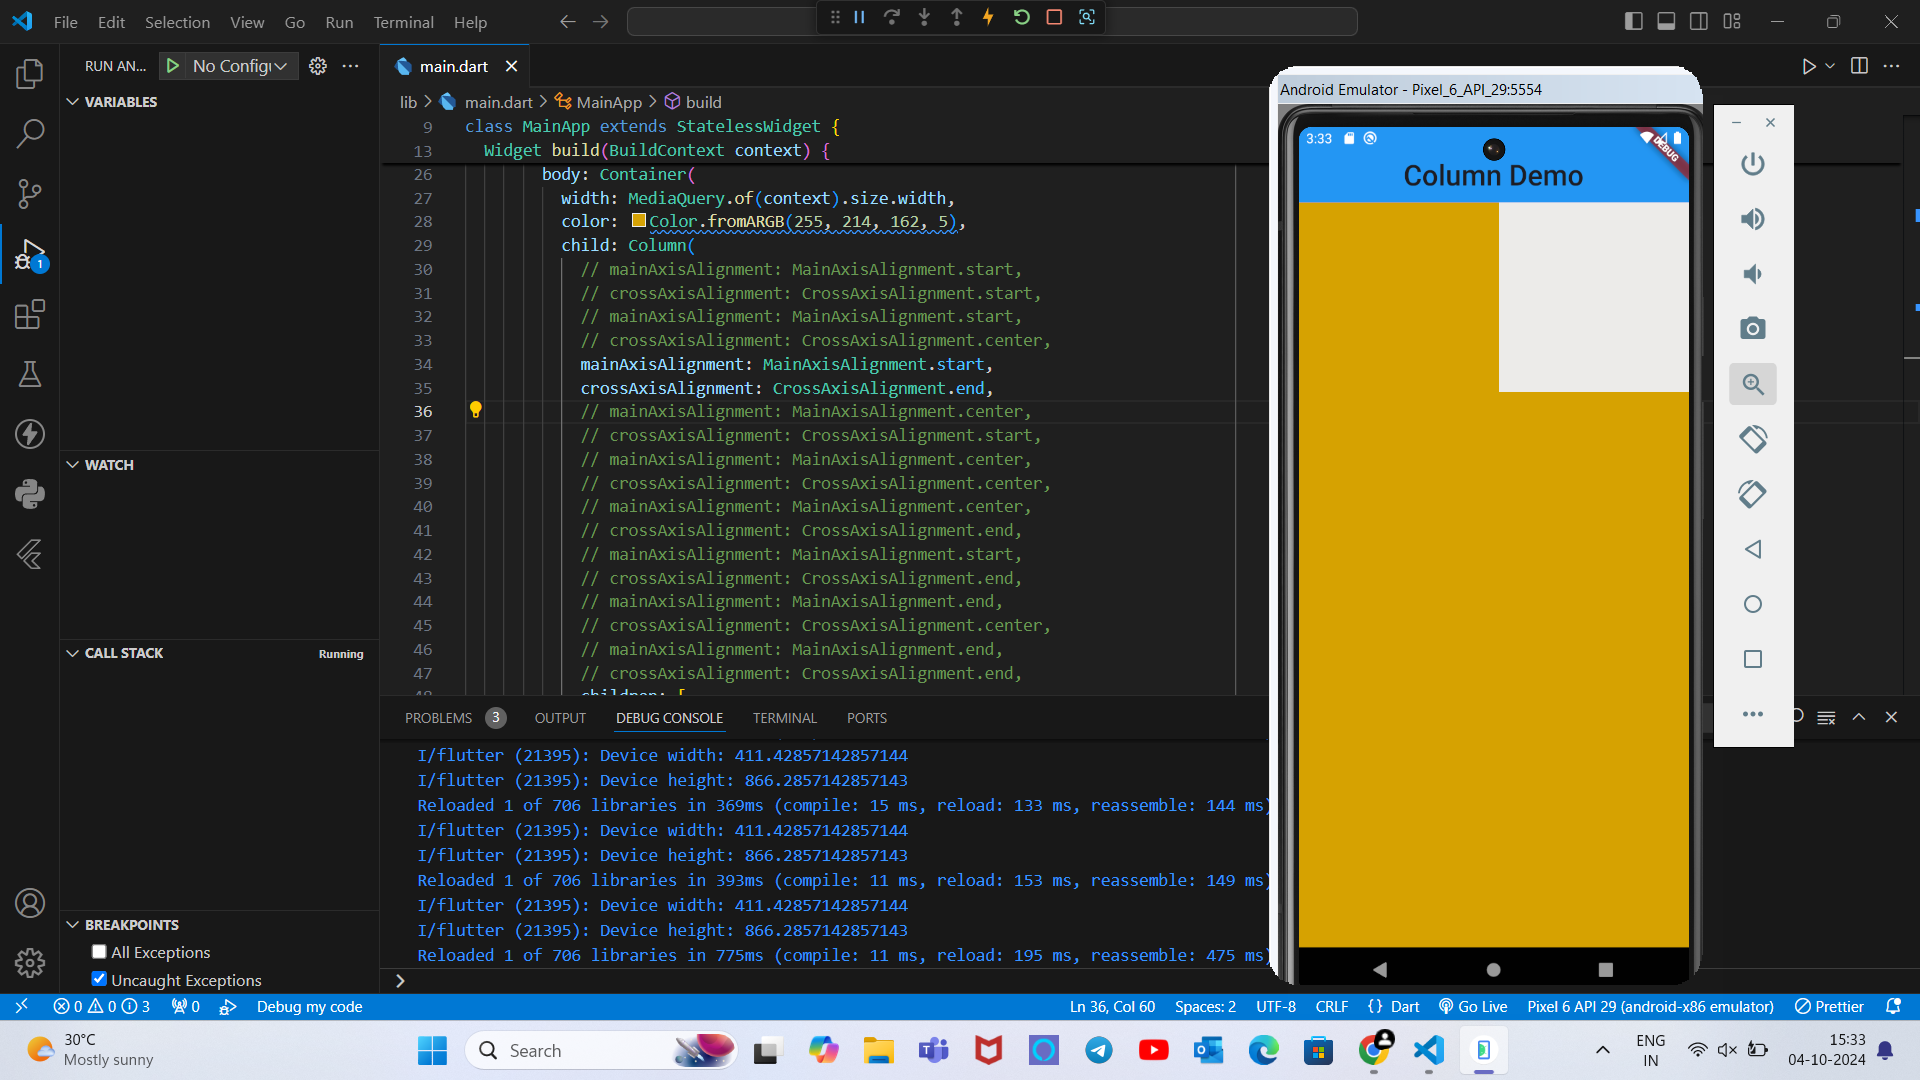 File Edit Selection View Go Run Terminal Help
RUN AN... No Config
main.dart
VARIABLES
lib main.dart MainApp build
9 class MainApp extends StatelessWidget {
13 Widget build(BuildContext context) {
26 body: Container(
27 width: MediaQuery.of(context).size.width,
28 color: Color.fromARGB(255, 214, 162, 5),
29 child: Column(
30 // mainAxisAlignment: MainAxisAlignment.start,
31 // crossAxisAlignment: CrossAxisAlignment.start,
32 // mainAxisAlignment: MainAxisAlignment.start,
33 // crossAxisAlignment: CrossAxisAlignment.center,
34 mainAxisAlignment: MainAxisAlignment.start,
35 crossAxisAlignment: CrossAxisAlignment.end,
36 // mainAxisAlignment: MainAxisAlignment.center,
37 // crossAxisAlignment: CrossAxisAlignment.start,
38 // mainAxisAlignment: MainAxisAlignment.center,
39 // crossAxisAlignment: CrossAxisAlignment.center,
40 // mainAxisAlignment: MainAxisAlignment.center,
41 // crossAxisAlignment: CrossAxisAlignment.end,
42 // mainAxisAlignment: MainAxisAlignment.start,
43 // crossAxisAlignment: CrossAxisAlignment.end,
44 // mainAxisAlignment: MainAxisAlignment.end,
45 // crossAxisAlignment: CrossAxisAlignment.center,
46 // mainAxisAlignment: MainAxisAlignment.end,
47 // crossAxisAlignment: CrossAxisAlignment.end,
48 children: [
WATCH
CALL STACK Running
BREAKPOINTS
All Exceptions
Uncaught Exceptions
PROBLEMS 3 OUTPUT DEBUG CONSOLE TERMINAL PORTS
I/flutter (21395): Device width: 411.42857142857144
I/flutter (21395): Device height: 866.2857142857143
Reloaded 1 of 706 libraries in 369ms (compile: 15 ms, reload: 133 ms, reassemble: 144 ms)
I/flutter (21395): Device width: 411.42857142857144
I/flutter (21395): Device height: 866.2857142857143
Reloaded 1 of 706 libraries in 393ms (compile: 11 ms, reload: 153 ms, reassemble: 149 ms)
I/flutter (21395): Device width: 411.42857142857144
I/flutter (21395): Device height: 866.2857142857143
Reloaded 1 of 706 libraries in 775ms (compile: 11 ms, reload: 195 ms, reassemble: 475 ms)
Android Emulator - Pixel_6_API_29:5554
3:33
DEBUG
Column Demo
1
0 0 3 0 Debug my code Ln 36, Col 60 Spaces: 2 UTF-8 CRLF {} Dart Go Live Pixel 6 API 29 (android-x86 emulator) Prettier
30°C
Mostly sunny
Search
ENG
IN
15:33
04-10-2024